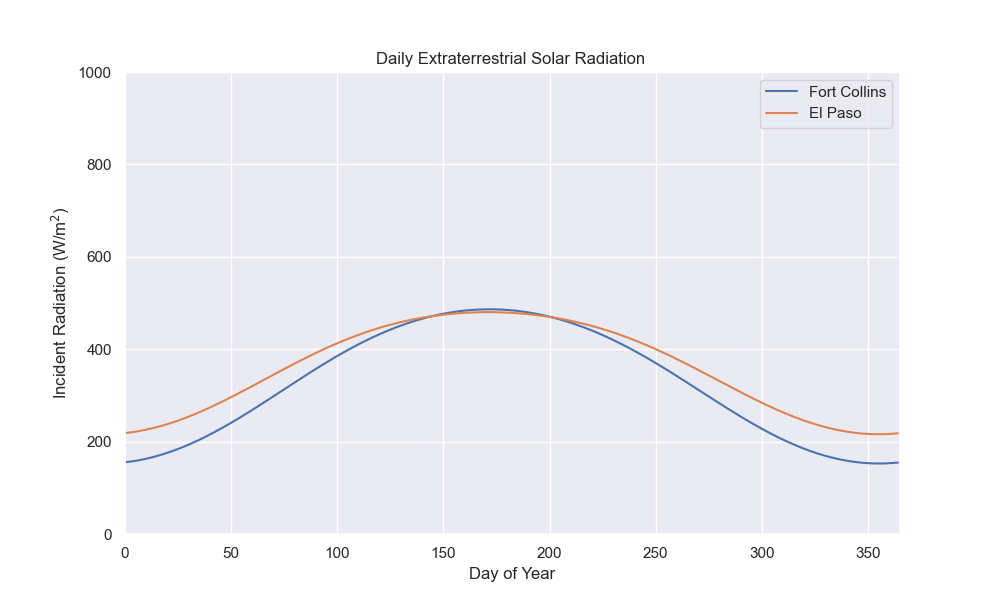 Daily Extraterrestrial Solar Radiation
Fort Collins
El Paso
1000
800
600
400
200
0
Incident Radiation (W/m²)
0 50 100 150 200 250 300 350
Day of Year